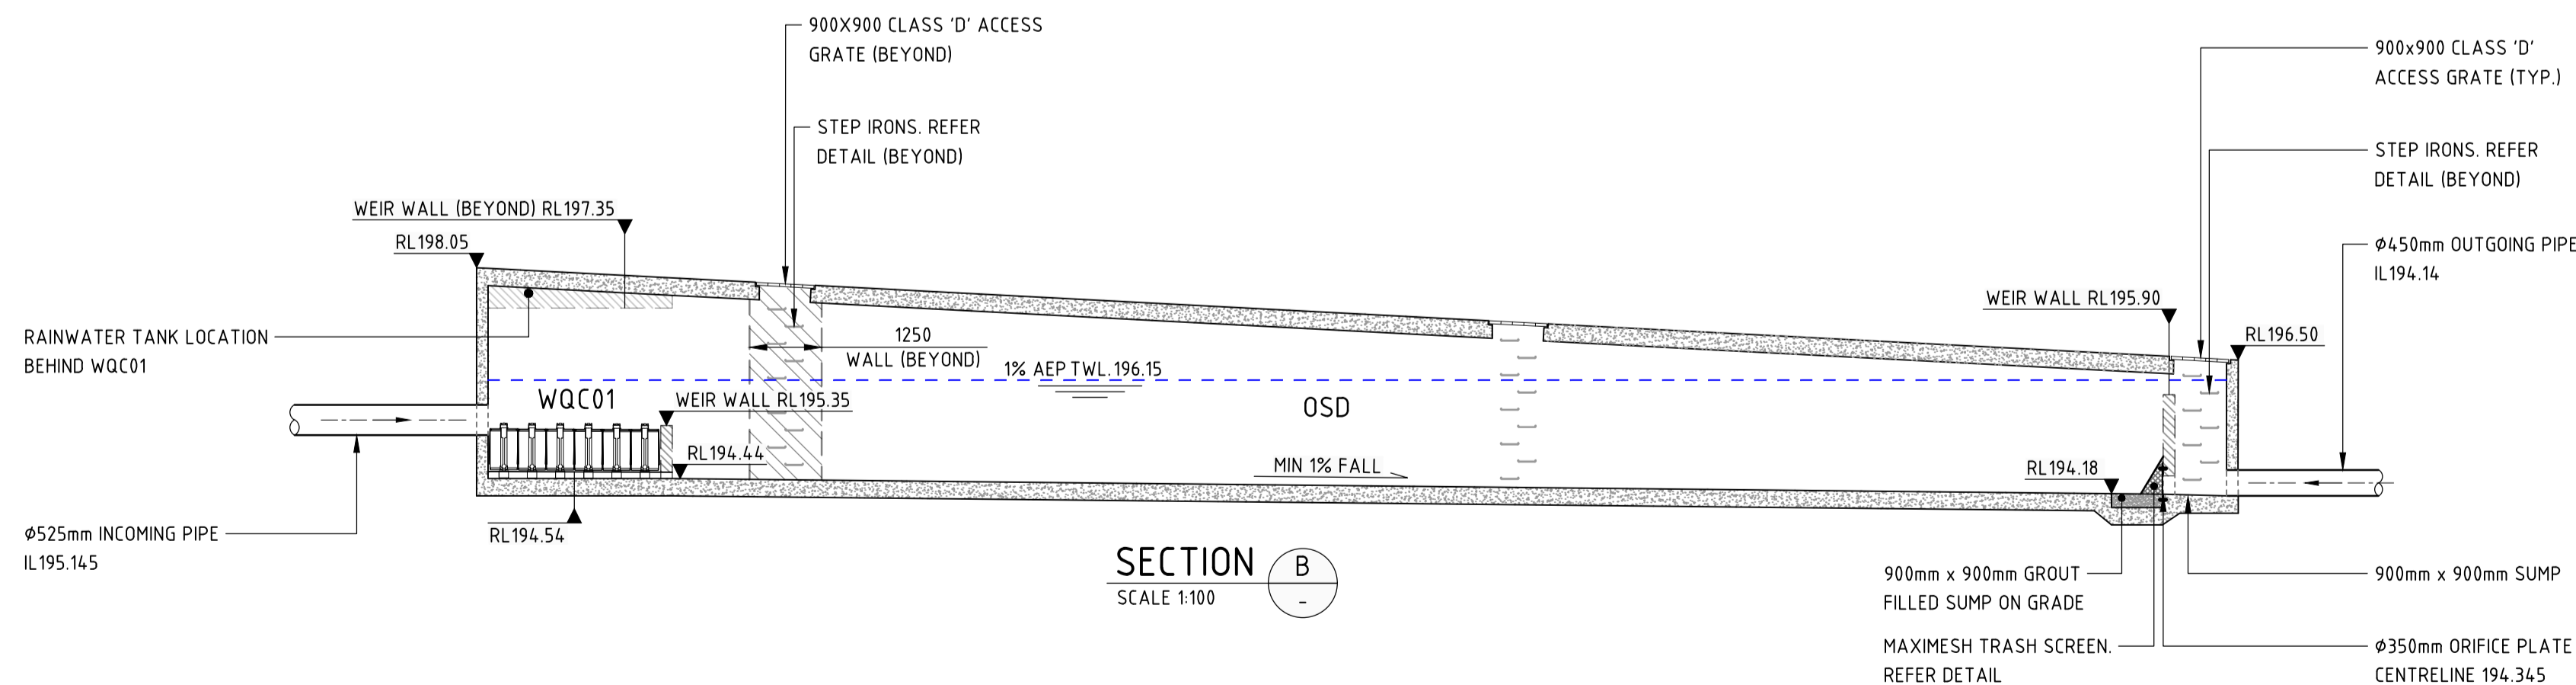 900X900 CLASS 'D' ACCESS
GRATE (BEYOND)
STEP IRONS. REFER
DETAIL (BEYOND)
900x900 CLASS 'D'
ACCESS GRATE (TYP.)
STEP IRONS. REFER
DETAIL (BEYOND)
WEIR WALL (BEYOND) RL197.35
RL198.05
Ø450mm OUTGOING PIPE
IL194.14
WEIR WALL RL195.90
RL196.50
RAINWATER TANK LOCATION
BEHIND WQC01
1250
WALL (BEYOND)
1% AEP TWL.196.15
WQC01
WEIR WALL RL195.35
OSD
RL194.44
MIN 1% FALL
RL194.18
Ø525mm INCOMING PIPE
IL195.145
RL194.54
SECTION
B
SCALE 1:100
-
900mm x 900mm GROUT
FILLED SUMP ON GRADE
900mm x 900mm SUMP
MAXIMESH TRASH SCREEN.
REFER DETAIL
Ø350mm ORIFICE PLATE
CENTRELINE 194.345